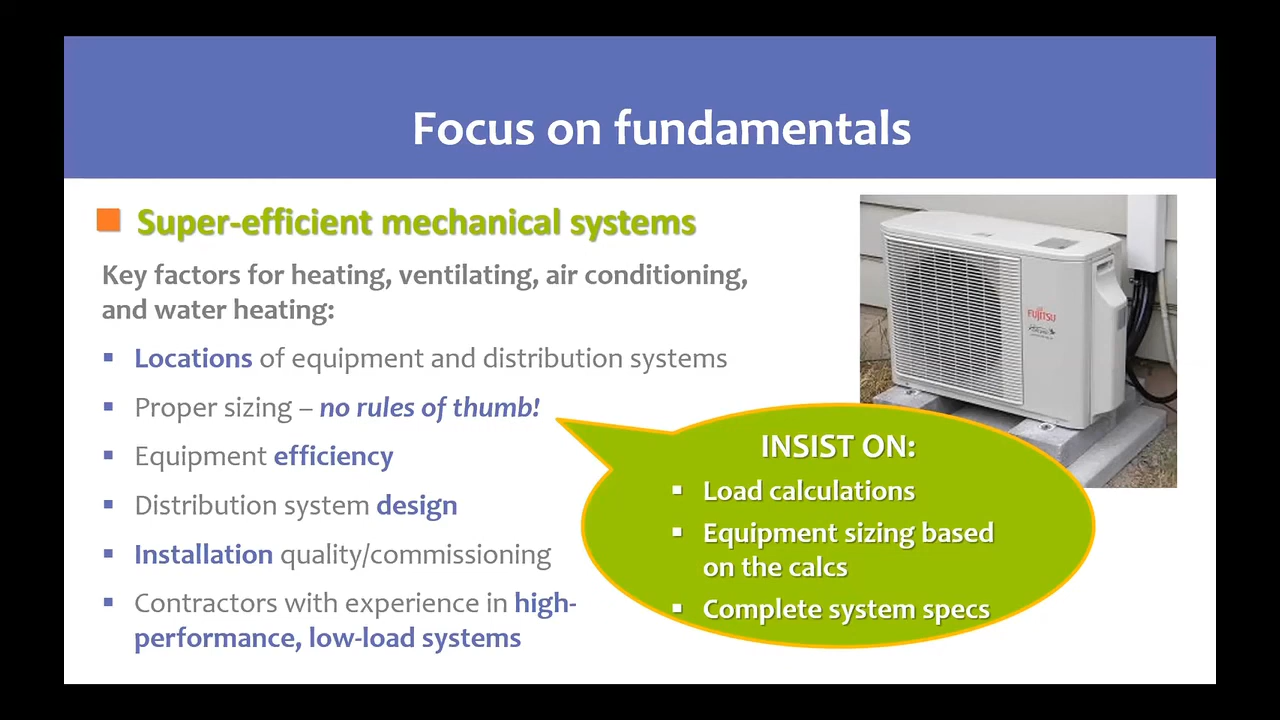 Focus on fundamentals
Super-efficient mechanical systems
Key factors for heating, ventilating, air conditioning,
and water heating:
▪ Locations of equipment and distribution systems
▪ Proper sizing – no rules of thumb!
▪ Equipment efficiency
▪ Distribution system design
▪ Installation quality/commissioning
▪ Contractors with experience in high-
performance, low-load systems
FUJITSU
INSIST ON:
▪ Load calculations
▪ Equipment sizing based
on the calcs
▪ Complete system specs